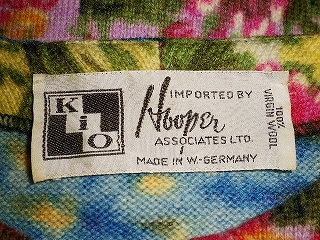 KiO
IMPORTED BY
Hooper
ASSOCIATES LTD.
MADE IN W.-GERMANY
100%
VIRGIN WOOL